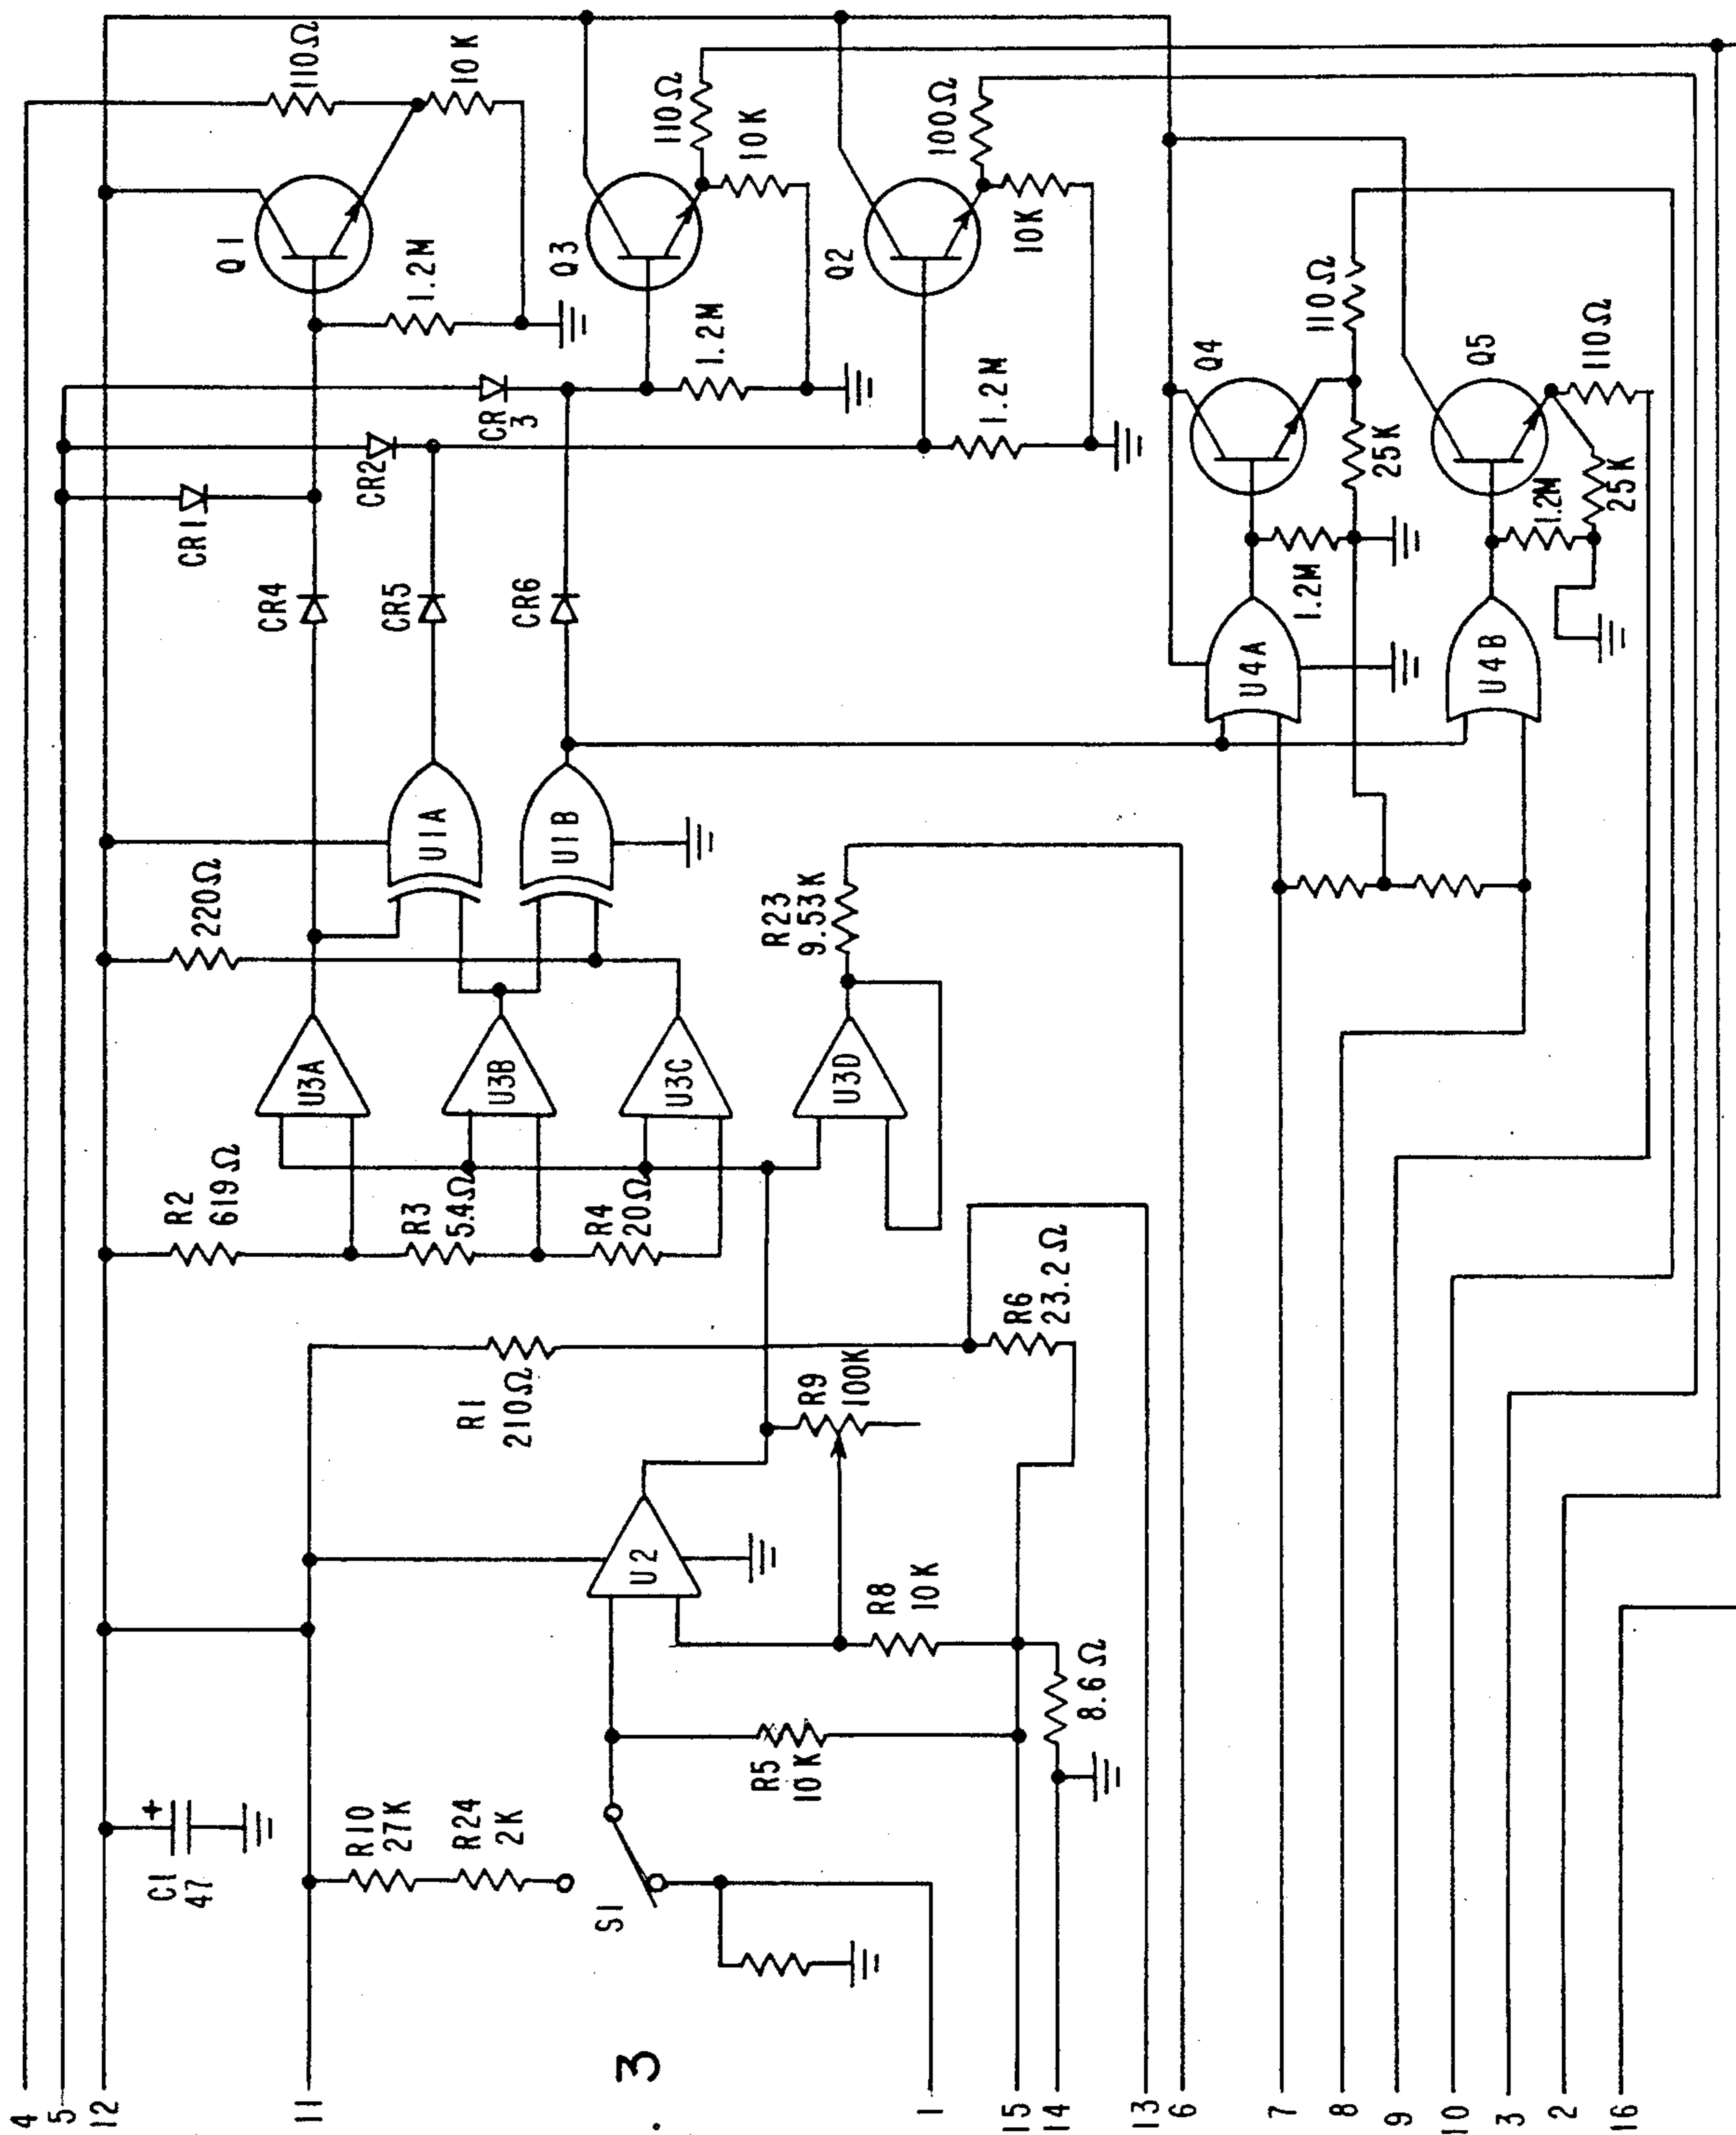 110Ω
10K
Q1
1.2M
110Ω
10K
Q3
1.2M
100Ω
10K
Q2
1.2M
CR
3
CR2
CR1
CR4
CR5
CR6
Q4
110Ω
25K
1.2M
U4A
Q5
110Ω
1.2M
25K
U4B
220Ω
U1A
U1B
R23
9.53K
U3A
U3B
U3C
U3D
R2
619Ω
R3
5.4Ω
R4
20Ω
R1
210Ω
R9
100K
R6
23.2Ω
U2
R8
10K
8.6Ω
R5
10K
C1
47
+
R10
27K
R24
2K
S1
3
4
5
12
11
1
15
14
13
6
7
8
9
10
3
2
16